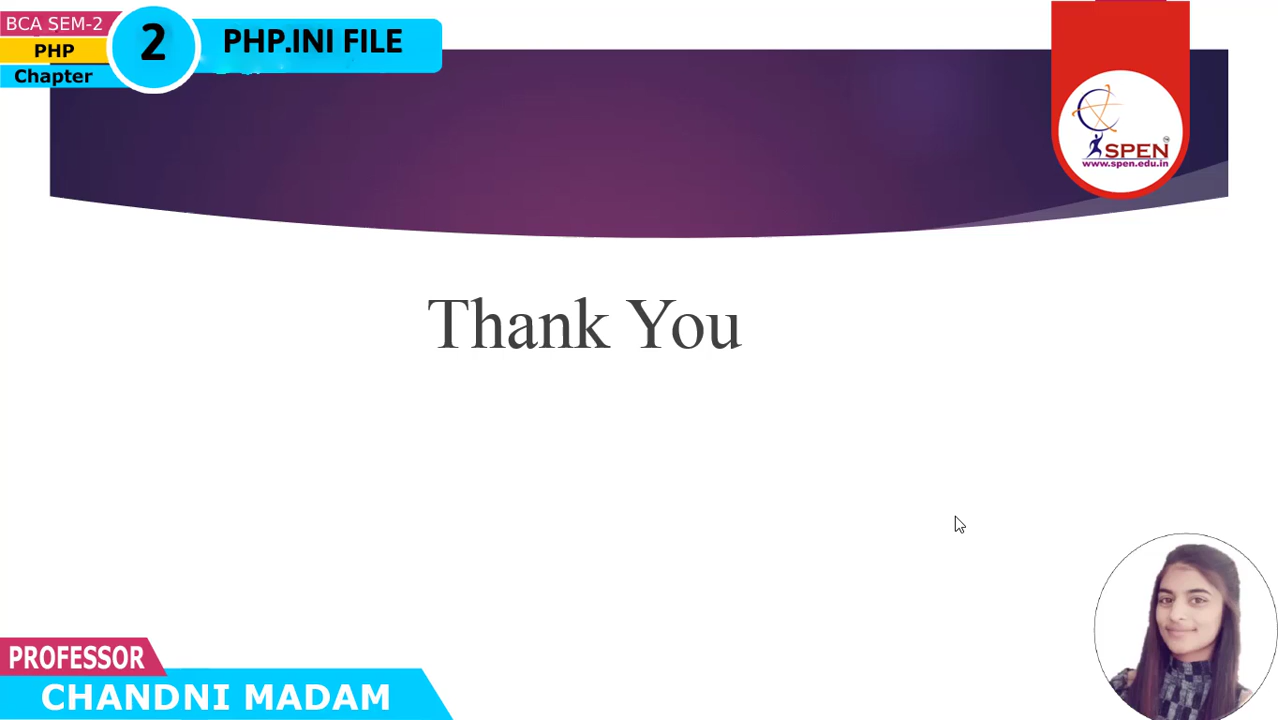 BCA SEM-2
PHP
Chapter
2
PHP.INI FILE
SPEN
www.spen.edu.in
Thank You
PROFESSOR
CHANDNI MADAM